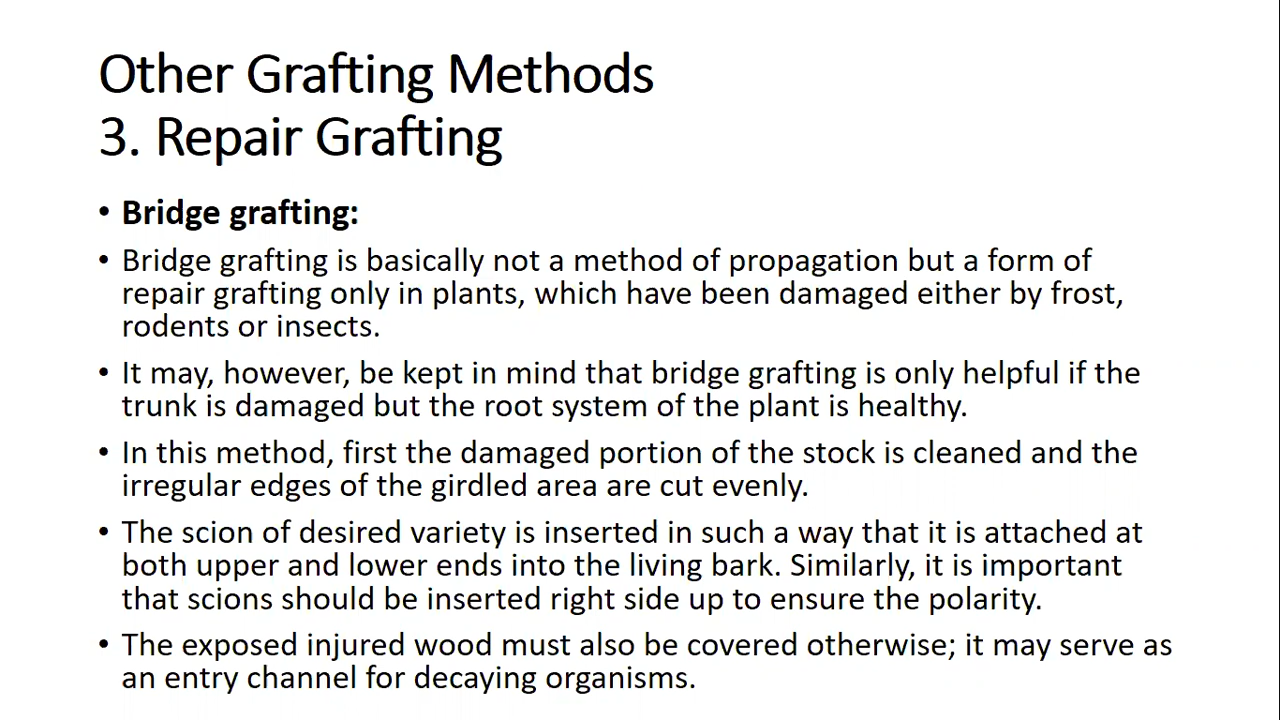 Other Grafting Methods
3. Repair Grafting
• Bridge grafting:
• Bridge grafting is basically not a method of propagation but a form of
repair grafting only in plants, which have been damaged either by frost,
rodents or insects.
• It may, however, be kept in mind that bridge grafting is only helpful if the
trunk is damaged but the root system of the plant is healthy.
• In this method, first the damaged portion of the stock is cleaned and the
irregular edges of the girdled area are cut evenly.
• The scion of desired variety is inserted in such a way that it is attached at
both upper and lower ends into the living bark. Similarly, it is important
that scions should be inserted right side up to ensure the polarity.
• The exposed injured wood must also be covered otherwise; it may serve as
an entry channel for decaying organisms.